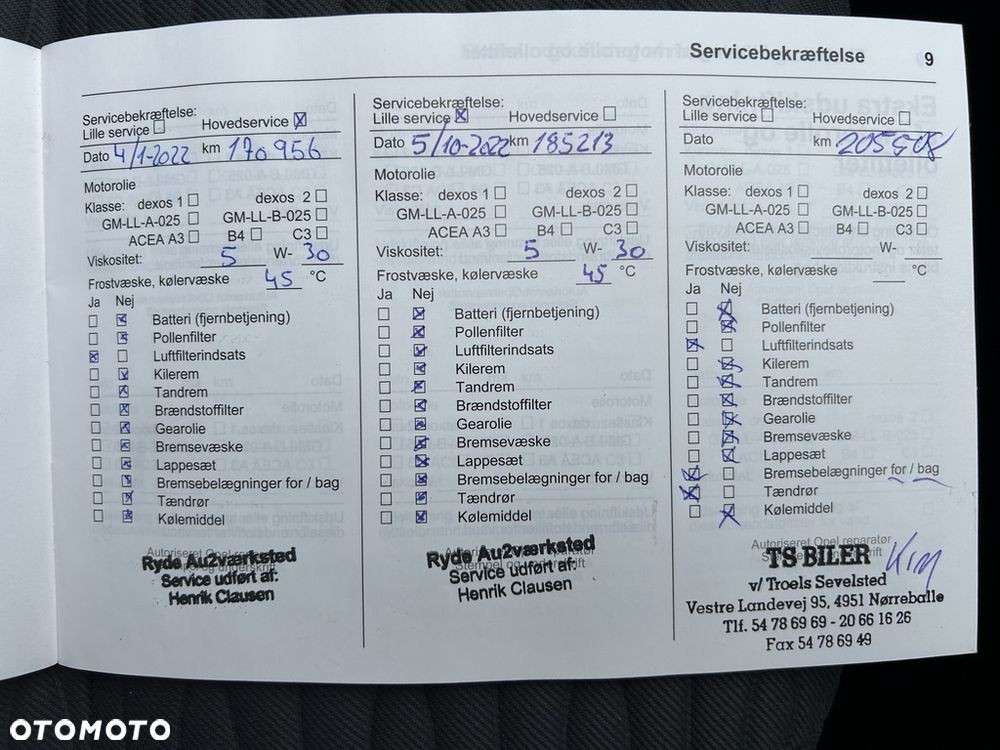 Servicebekræftelse 9
Servicebekræftelse:
Lille service Hovedservice
Dato 4/1-2022 km 170956
Motorolie
Klasse: dexos 1 dexos 2
GM-LL-A-025 GM-LL-B-025
ACEA A3 B4 C3
Viskositet: 5 W- 30
Frostvæske, kølervæske 45 °C
Ja Nej
Batteri (fjernbetjening)
Pollenfilter
Luftfilterindsats
Kilerem
Tandrem
Brændstoffilter
Gearolie
Bremsevæske
Lappesæt
Bremsebelægninger for / bag
Tændrør
Kølemiddel
Ryde Au2værksted
Service udført af:
Henrik Clausen
Servicebekræftelse:
Lille service Hovedservice
Dato 5/10-2022 km 185213
Motorolie
Klasse: dexos 1 dexos 2
GM-LL-A-025 GM-LL-B-025
ACEA A3 B4 C3
Viskositet: 5 W- 30
Frostvæske, kølervæske 45 °C
Ja Nej
Batteri (fjernbetjening)
Pollenfilter
Luftfilterindsats
Kilerem
Tandrem
Brændstoffilter
Gearolie
Bremsevæske
Lappesæt
Bremsebelægninger for / bag
Tændrør
Kølemiddel
Ryde Au2værksted
Service udført af:
Henrik Clausen
Servicebekræftelse:
Lille service Hovedservice
Dato km
Motorolie
Klasse: dexos 1 dexos 2
GM-LL-A-025 GM-LL-B-025
ACEA A3 B4 C3
Viskositet: W-
Frostvæske, kølervæske °C
Ja Nej
Batteri (fjernbetjening)
Pollenfilter
Luftfilterindsats
Kilerem
Tandrem
Brændstoffilter
Gearolie
Bremsevæske
Lappesæt
Bremsebelægninger for / bag
Tændrør
Kølemiddel
Autoriseret Opel reparatør
TS BILER Kim
v/ Troels Sevelsted
Vestre Landevej 95, 4951 Nørreballe
Tlf. 54 78 69 69 - 20 66 16 26
Fax 54 78 69 49
OTOMOTO